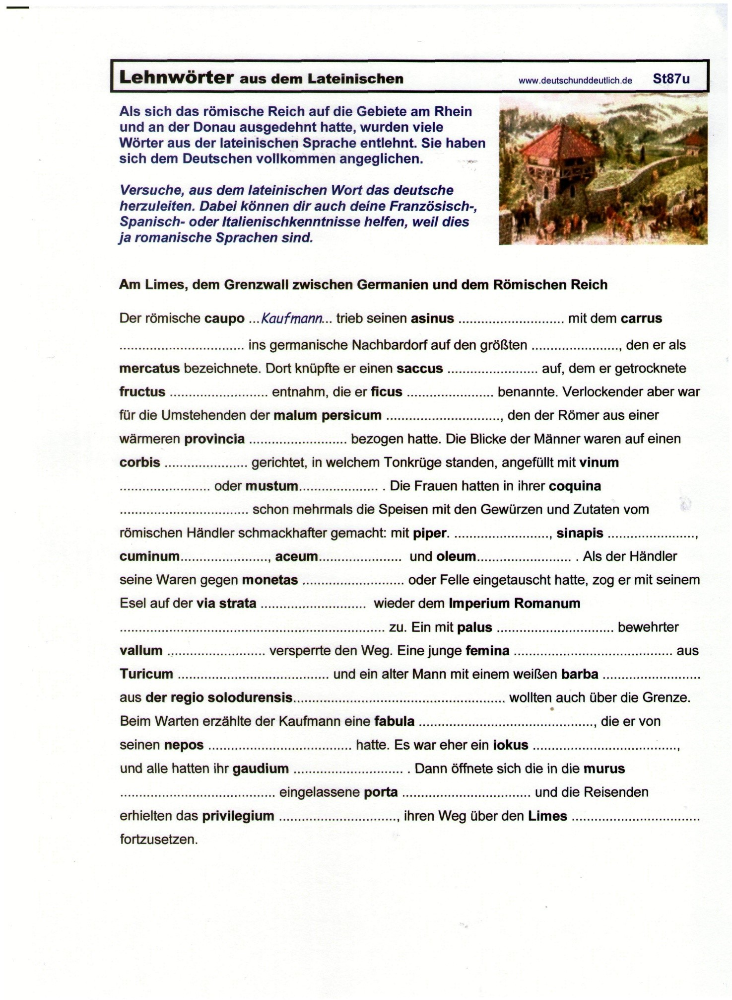 Lehnwörter aus dem Lateinischen www.deutschunddeutlich.de St87u
Als sich das römische Reich auf die Gebiete am Rhein
und an der Donau ausgedehnt hatte, wurden viele
Wörter aus der lateinischen Sprache entlehnt. Sie haben
sich dem Deutschen vollkommen angeglichen.
Versuche, aus dem lateinischen Wort das deutsche
herzuleiten. Dabei können dir auch deine Französisch-,
Spanisch- oder Italienischkenntnisse helfen, weil dies
ja romanische Sprachen sind.
Am Limes, dem Grenzwall zwischen Germanien und dem Römischen Reich
Der römische caupo ...Kaufmann... trieb seinen asinus ............................ mit dem carrus
................................. ins germanische Nachbardorf auf den größten ......................., den er als
mercatus bezeichnete. Dort knüpfte er einen saccus ........................ auf, dem er getrocknete
fructus .......................... entnahm, die er ficus ....................... benannte. Verlockender aber war
für die Umstehenden der malum persicum .............................., den der Römer aus einer
wärmeren provincia .......................... bezogen hatte. Die Blicke der Männer waren auf einen
corbis ...................... gerichtet, in welchem Tonkrüge standen, angefüllt mit vinum
........................ oder mustum..................... . Die Frauen hatten in ihrer coquina
.................................. schon mehrmals die Speisen mit den Gewürzen und Zutaten vom
römischen Händler schmackhafter gemacht: mit piper. ........................., sinapis .......................,
cuminum......................., aceum...................... und oleum......................... . Als der Händler
seine Waren gegen monetas ........................... oder Felle eingetauscht hatte, zog er mit seinem
Esel auf der via strata ............................ wieder dem Imperium Romanum
...................................................................... zu. Ein mit palus ............................... bewehrter
vallum .......................... versperrte den Weg. Eine junge femina .......................................... aus
Turicum ........................................ und ein alter Mann mit einem weißen barba ..........................
aus der regio solodurensis........................................................ wollten auch über die Grenze.
Beim Warten erzählte der Kaufmann eine fabula .............................................., die er von
seinen nepos ...................................... hatte. Es war eher ein iokus ......................................,
und alle hatten ihr gaudium ............................. . Dann öffnete sich die in die murus
......................................... eingelassene porta .................................. und die Reisenden
erhielten das privilegium ..............................., ihren Weg über den Limes ..................................
fortzusetzen.